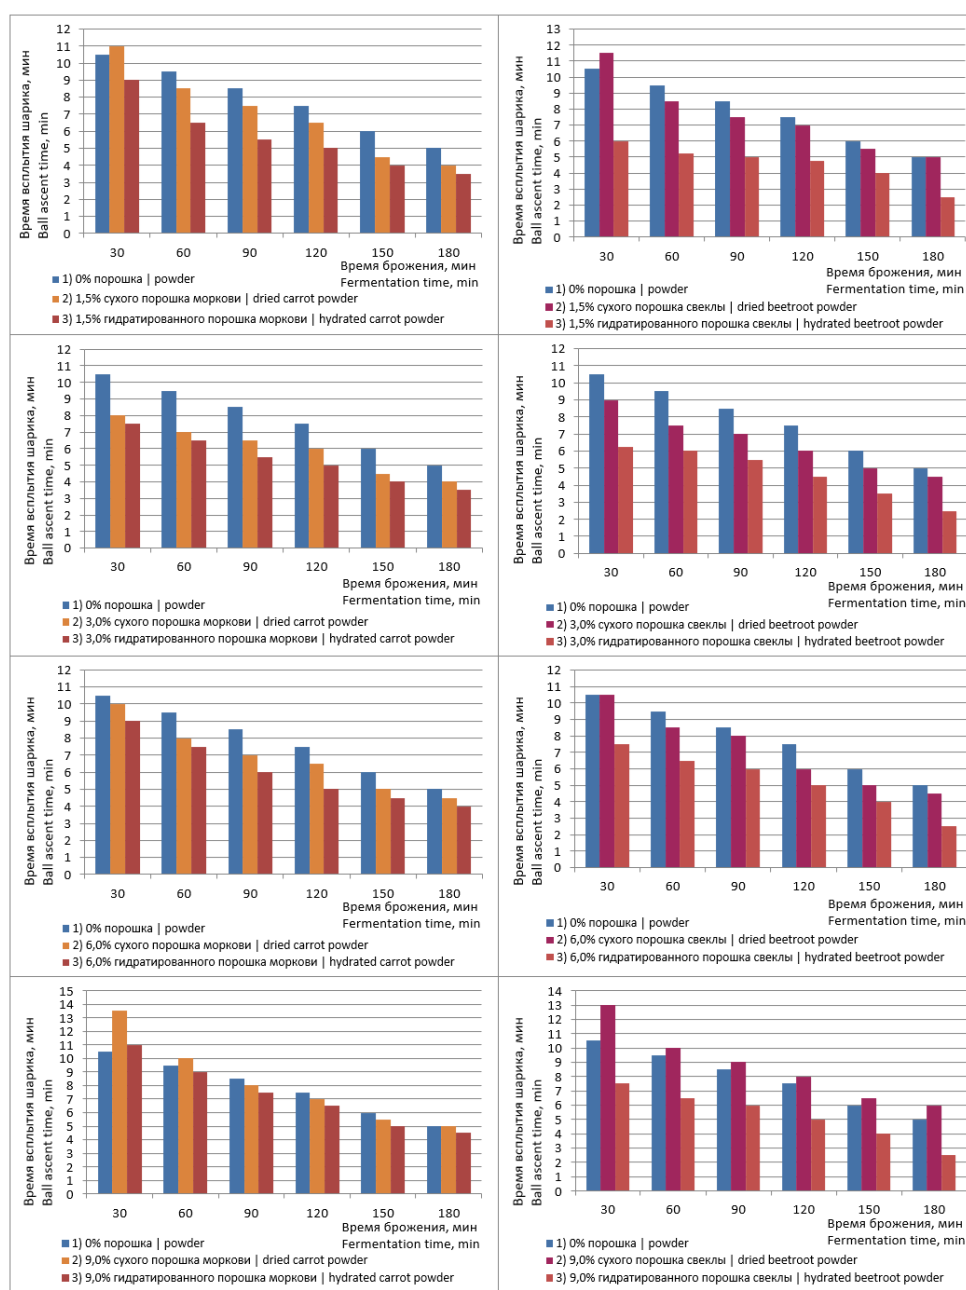 Время всплытия шарика, мин
Ball ascent time, min
12
11
10
9
8
7
6
5
4
3
2
1
0
30 60 90 120 150 180
Время брожения, мин
Fermentation time, min
1) 0% порошка | powder
2) 1,5% сухого порошка моркови | dried carrot powder
3) 1,5% гидратированного порошка моркови | hydrated carrot powder
Время всплытия шарика, мин
Ball ascent time, min
13
12
11
10
9
8
7
6
5
4
3
2
1
0
30 60 90 120 150 180
Время брожения, мин
Fermentation time, min
1) 0% порошка | powder
2) 1,5% сухого порошка свеклы | dried beetroot powder
3) 1,5% гидратированного порошка свеклы | hydrated beetroot powder
Время всплытия шарика, мин
Ball ascent time, min
12
11
10
9
8
7
6
5
4
3
2
1
0
30 60 90 120 150 180
Время брожения, мин
Fermentation time, min
1) 0% порошка | powder
2) 3,0% сухого порошка моркови | dried carrot powder
3) 3,0% гидратированного порошка моркови | hydrated carrot powder
Время всплытия шарика, мин
Ball ascent time, min
12
11
10
9
8
7
6
5
4
3
2
1
0
30 60 90 120 150 180
Время брожения, мин
Fermentation time, min
1) 0% порошка | powder
2) 3,0% сухого порошка свеклы | dried beetroot powder
3) 3,0% гидратированного порошка свеклы | hydrated beetroot powder
Время всплытия шарика, мин
Ball ascent time, min
12
11
10
9
8
7
6
5
4
3
2
1
0
30 60 90 120 150 180
Время брожения, мин
Fermentation time, min
1) 0% порошка | powder
2) 6,0% сухого порошка моркови | dried carrot powder
3) 6,0% гидратированного порошка моркови | hydrated carrot powder
Время всплытия шарика, мин
Ball ascent time, min
12
11
10
9
8
7
6
5
4
3
2
1
0
30 60 90 120 150 180
Время брожения, мин
Fermentation time, min
1) 0% порошка | powder
2) 6,0% сухого порошка свеклы | dried beetroot powder
3) 6,0% гидратированного порошка свеклы | hydrated beetroot powder
Время всплытия шарика, мин
Ball ascent time, min
15
14
13
12
11
10
9
8
7
6
5
4
3
2
1
0
30 60 90 120 150 180
Время брожения, мин
Fermentation time, min
1) 0% порошка | powder
2) 9,0% сухого порошка моркови | dried carrot powder
3) 9,0% гидратированного порошка моркови | hydrated carrot powder
Время всплытия шарика, мин
Ball ascent time, min
14
13
12
11
10
9
8
7
6
5
4
3
2
1
0
30 60 90 120 150 180
Время брожения, мин
Fermentation time, min
1) 0% порошка | powder
2) 9,0% сухого порошка свеклы | dried beetroot powder
3) 9,0% гидратированного порошка свеклы | hydrated beetroot powder